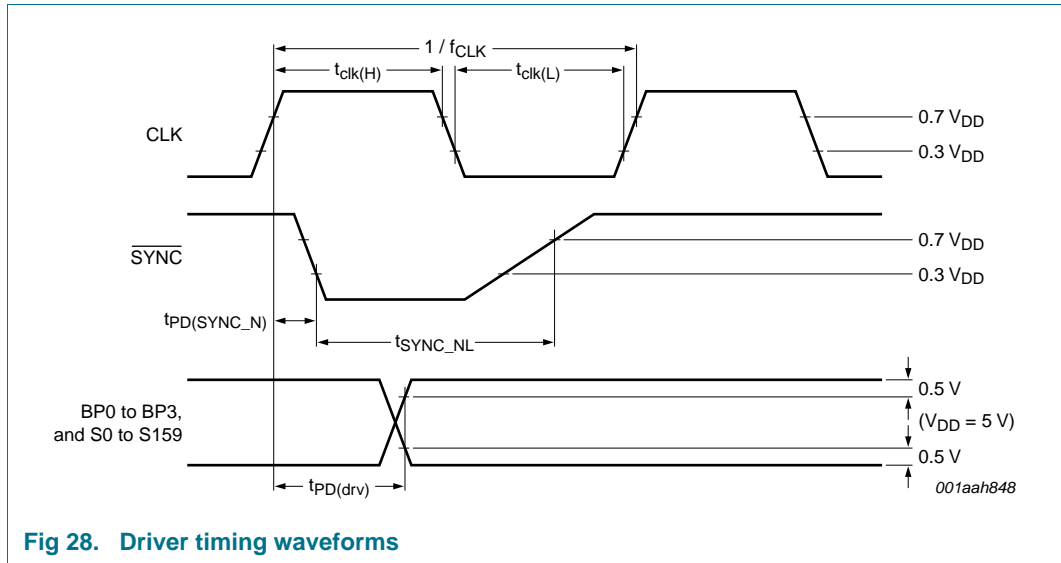 1 / fCLK
tclk(H)
tclk(L)
CLK
0.7 VDD
0.3 VDD
SYNC
0.7 VDD
0.3 VDD
tPD(SYNC_N)
tSYNC_NL
BP0 to BP3,
and S0 to S159
0.5 V
(VDD = 5 V)
0.5 V
tPD(drv)
001aah848
Fig 28. Driver timing waveforms